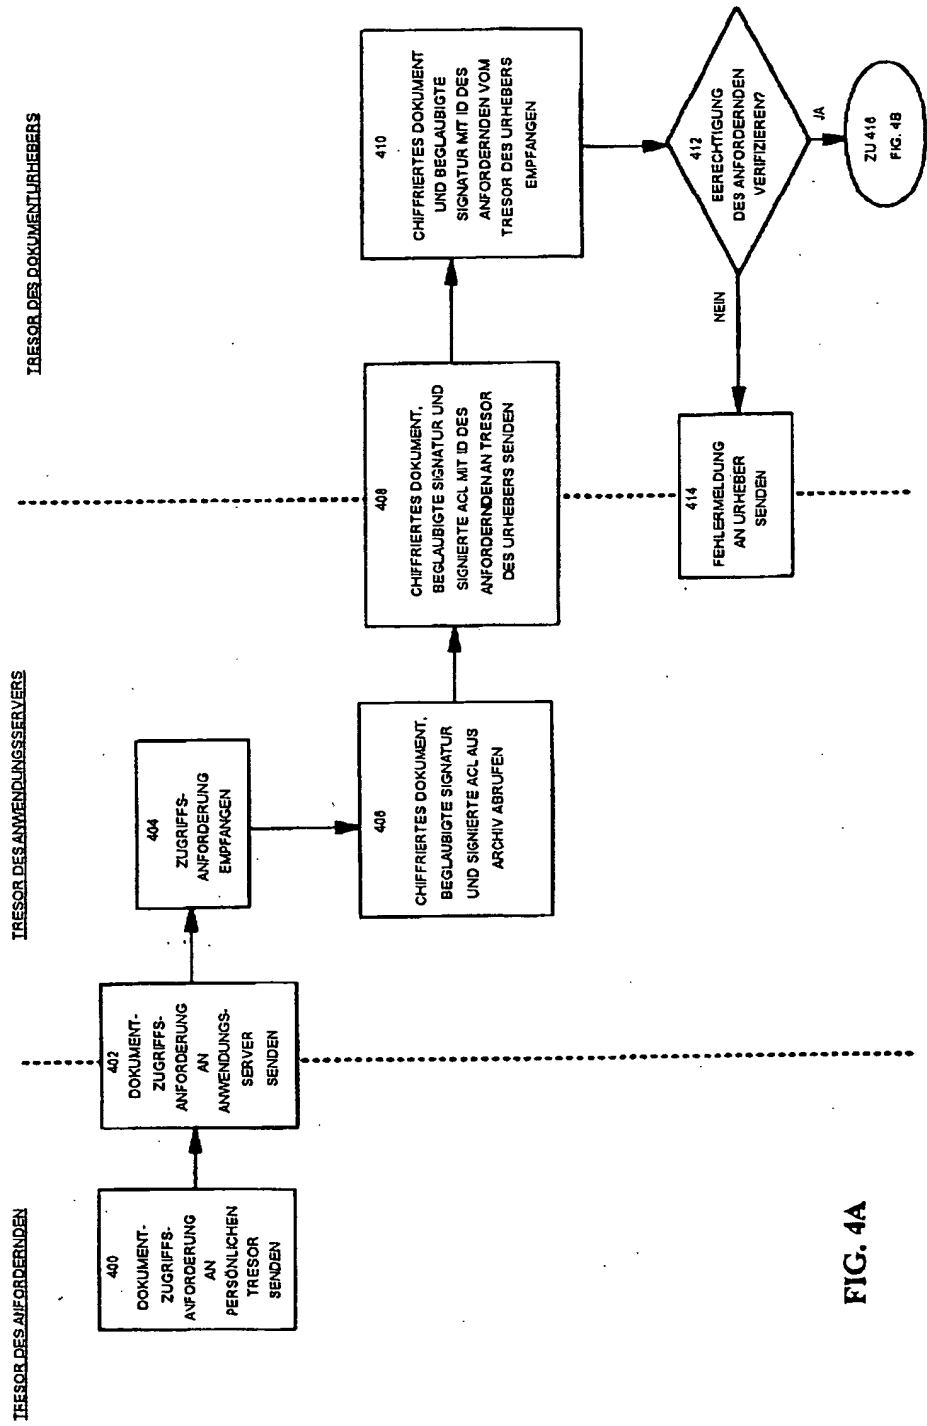 TRESOR DES ANFORDERNDEN
TRESOR DES ANWENDUNGSSERVERS
TRESOR DES DOKUMENTURHEBERS
400
DOKUMENT-
ZUGRIFFS-
ANFORDERUNG
AN
PERSÖNLICHEN
TRESOR
SENDEN
402
DOKUMENT-
ZUGRIFFS-
ANFORDERUNG
AN
ANWENDUNGS-
SERVER
SENDEN
404
ZUGRIFFS-
ANFORDERUNG
EMPFANGEN
406
CHIFFRIERTES DOKUMENT,
BEGLAUBIGTE SIGNATUR
UND SIGNIERTE ACL AUS
ARCHIV ABRUFEN
408
CHIFFRIERTES DOKUMENT,
BEGLAUBIGTE SIGNATUR UND
SIGNIERTE ACL MIT ID DES
ANFORDERNDEN AN TRESOR
DES URHEBERS SENDEN
410
CHIFFRIERTES DOKUMENT
UND BEGLAUBIGTE
SIGNATUR MIT ID DES
ANFORDERNDEN VOM
TRESOR DES URHEBERS
EMPFANGEN
412
EERECHTIGUNG
DES ANFORDERNDEN
VERIFIZIEREN?
NEIN
JA
414
FEHLERMELDUNG
AN URHEBER
SENDEN
ZU 416
FIG. 4B
FIG. 4A